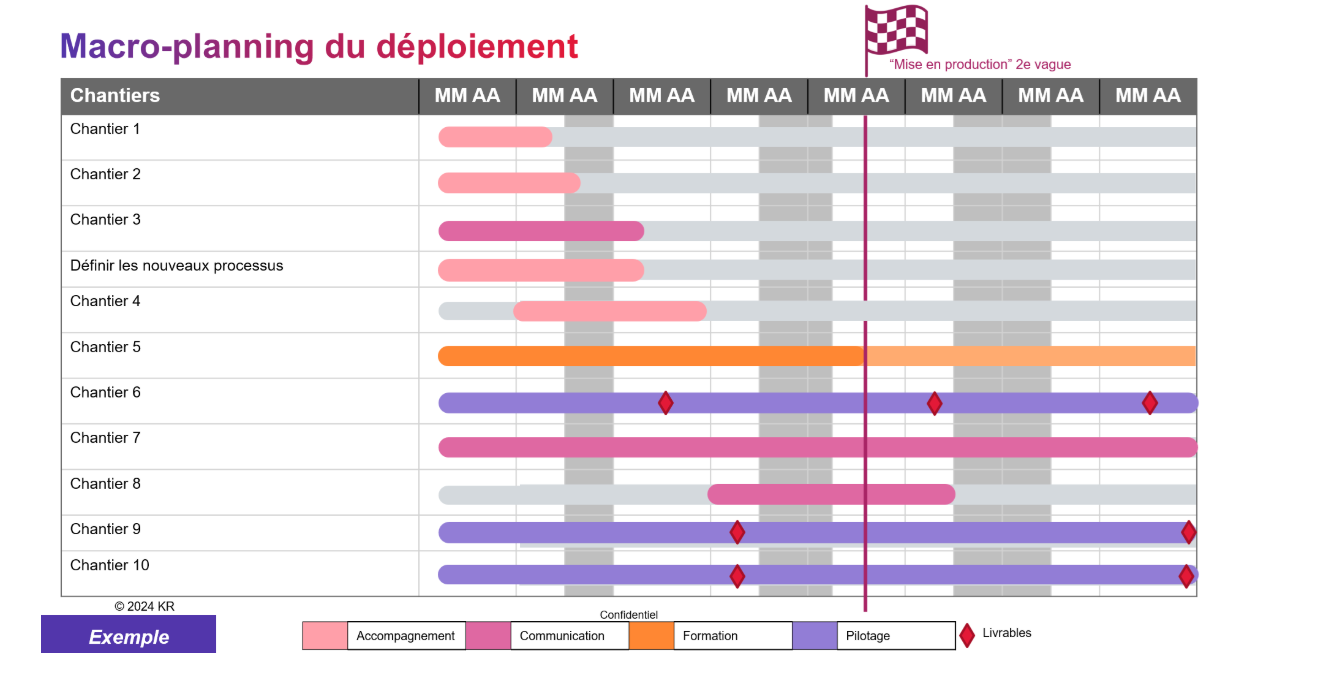 Macro-planning du déploiement
“Mise en production” 2e vague
Chantiers MM AA MM AA MM AA MM AA MM AA MM AA MM AA MM AA
Chantier 1
Chantier 2
Chantier 3
Définir les nouveaux processus
Chantier 4
Chantier 5
Chantier 6
Chantier 7
Chantier 8
Chantier 9
Chantier 10
© 2024 KR
Confidentiel
Exemple
Accompagnement Communication Formation Pilotage Livrables